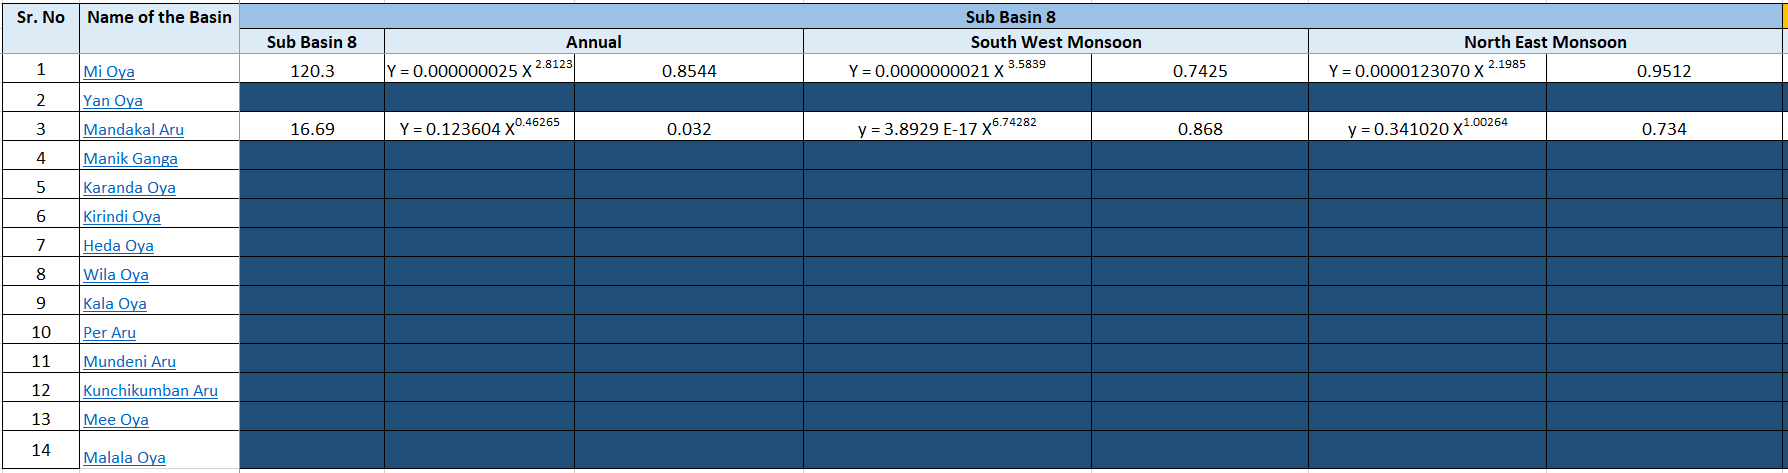 Sr. No Name of the Basin Sub Basin 8
Sub Basin 8 Annual South West Monsoon North East Monsoon
1 Mi Oya 120.3 Y = 0.000000025 X 2.8123 0.8544 Y = 0.0000000021 X 3.5839 0.7425 Y = 0.0000123070 X 2.1985 0.9512
2 Yan Oya
3 Mandakal Aru 16.69 Y = 0.123604 X0.46265 0.032 y = 3.8929 E-17 X6.74282 0.868 y = 0.341020 X1.00264 0.734
4 Manik Ganga
5 Karanda Oya
6 Kirindi Oya
7 Heda Oya
8 Wila Oya
9 Kala Oya
10 Per Aru
11 Mundeni Aru
12 Kunchikumban Aru
13 Mee Oya
14 Malala Oya